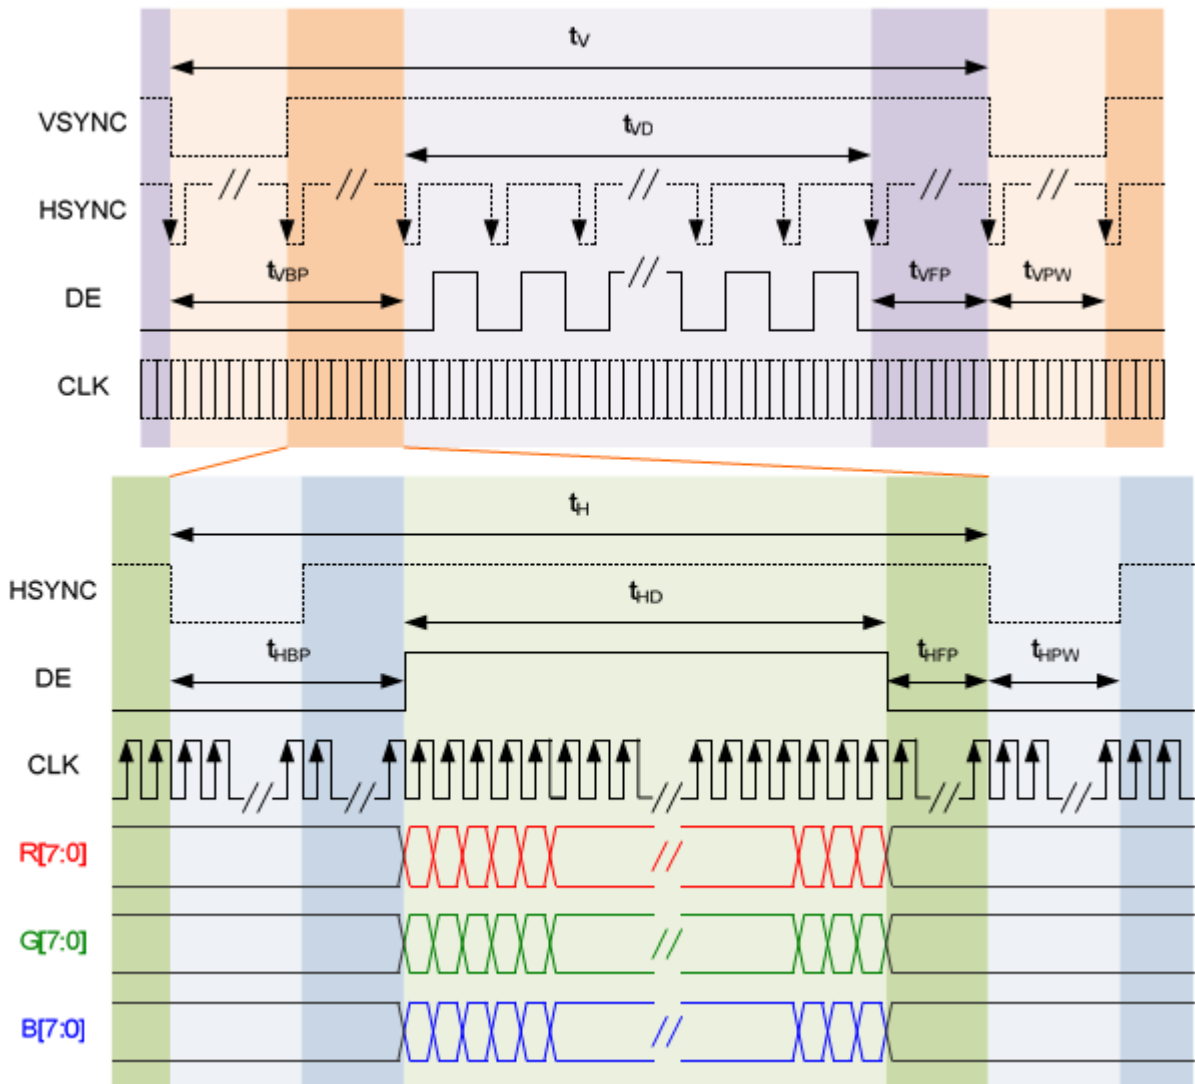 tV
VSYNC
tVD
HSYNC
tVBP
tVFP
tVPW
DE
CLK
tH
HSYNC
tHD
tHBP
tHFP
tHPW
DE
CLK
R[7:0]
G[7:0]
B[7:0]